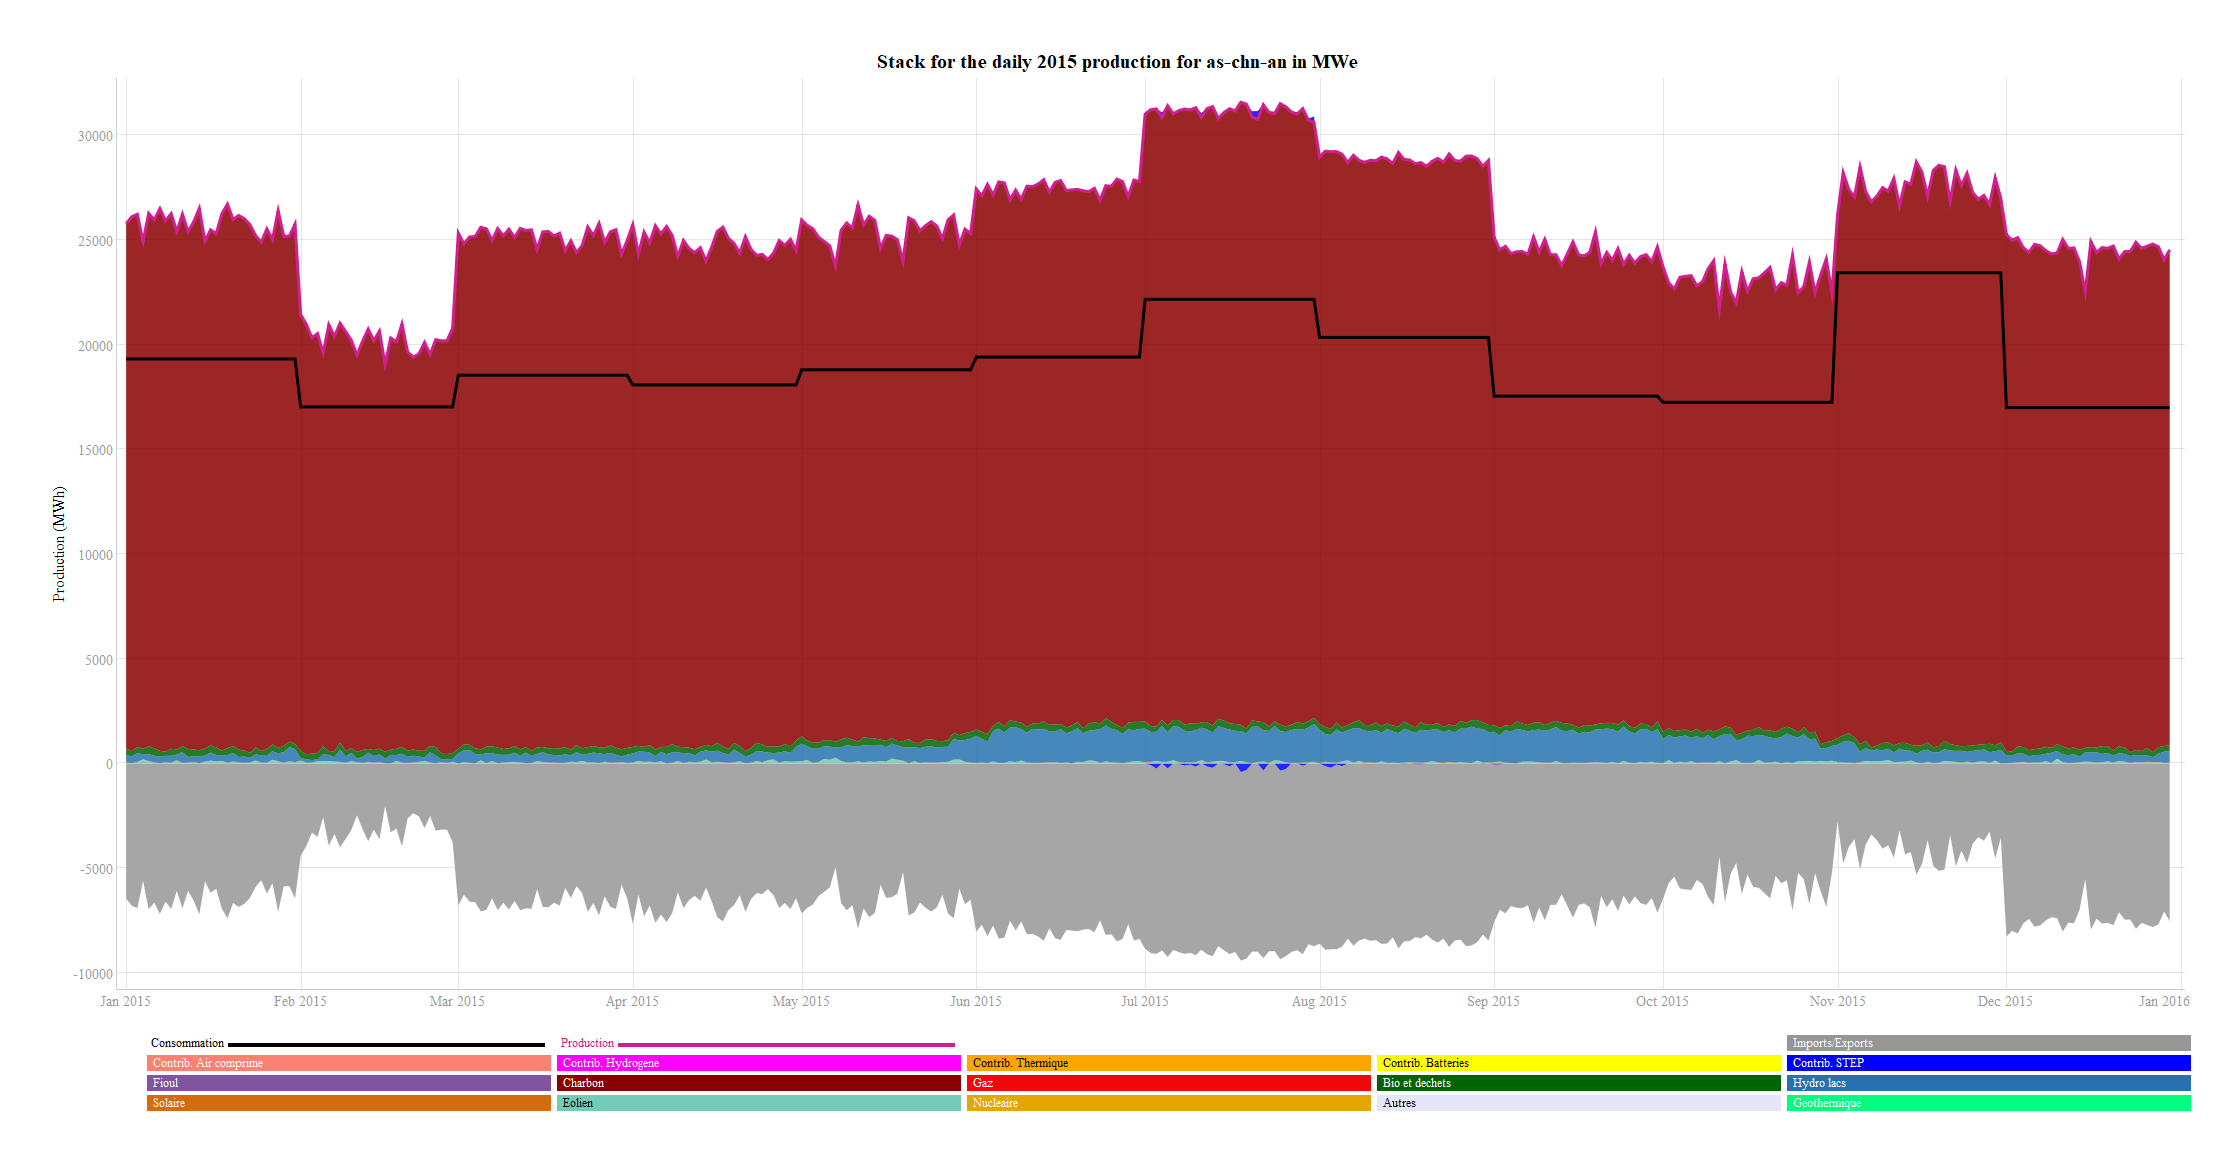 Stack for the daily 2015 production for as-chn-an in MWe
Production (MWh)
30000
25000
20000
15000
10000
5000
0
-5000
-10000
Jan 2015 Feb 2015 Mar 2015 Apr 2015 May 2015 Jun 2015 Jul 2015 Aug 2015 Sep 2015 Oct 2015 Nov 2015 Dec 2015 Jan 2016
Consommation Production Imports/Exports
Contrib. Air comprime Contrib. Hydrogene Contrib. Thermique Contrib. Batteries Contrib. STEP
Fioul Charbon Gaz Bio et dechets Hydro lacs
Solaire Eolien Nucleaire Autres Geothermique